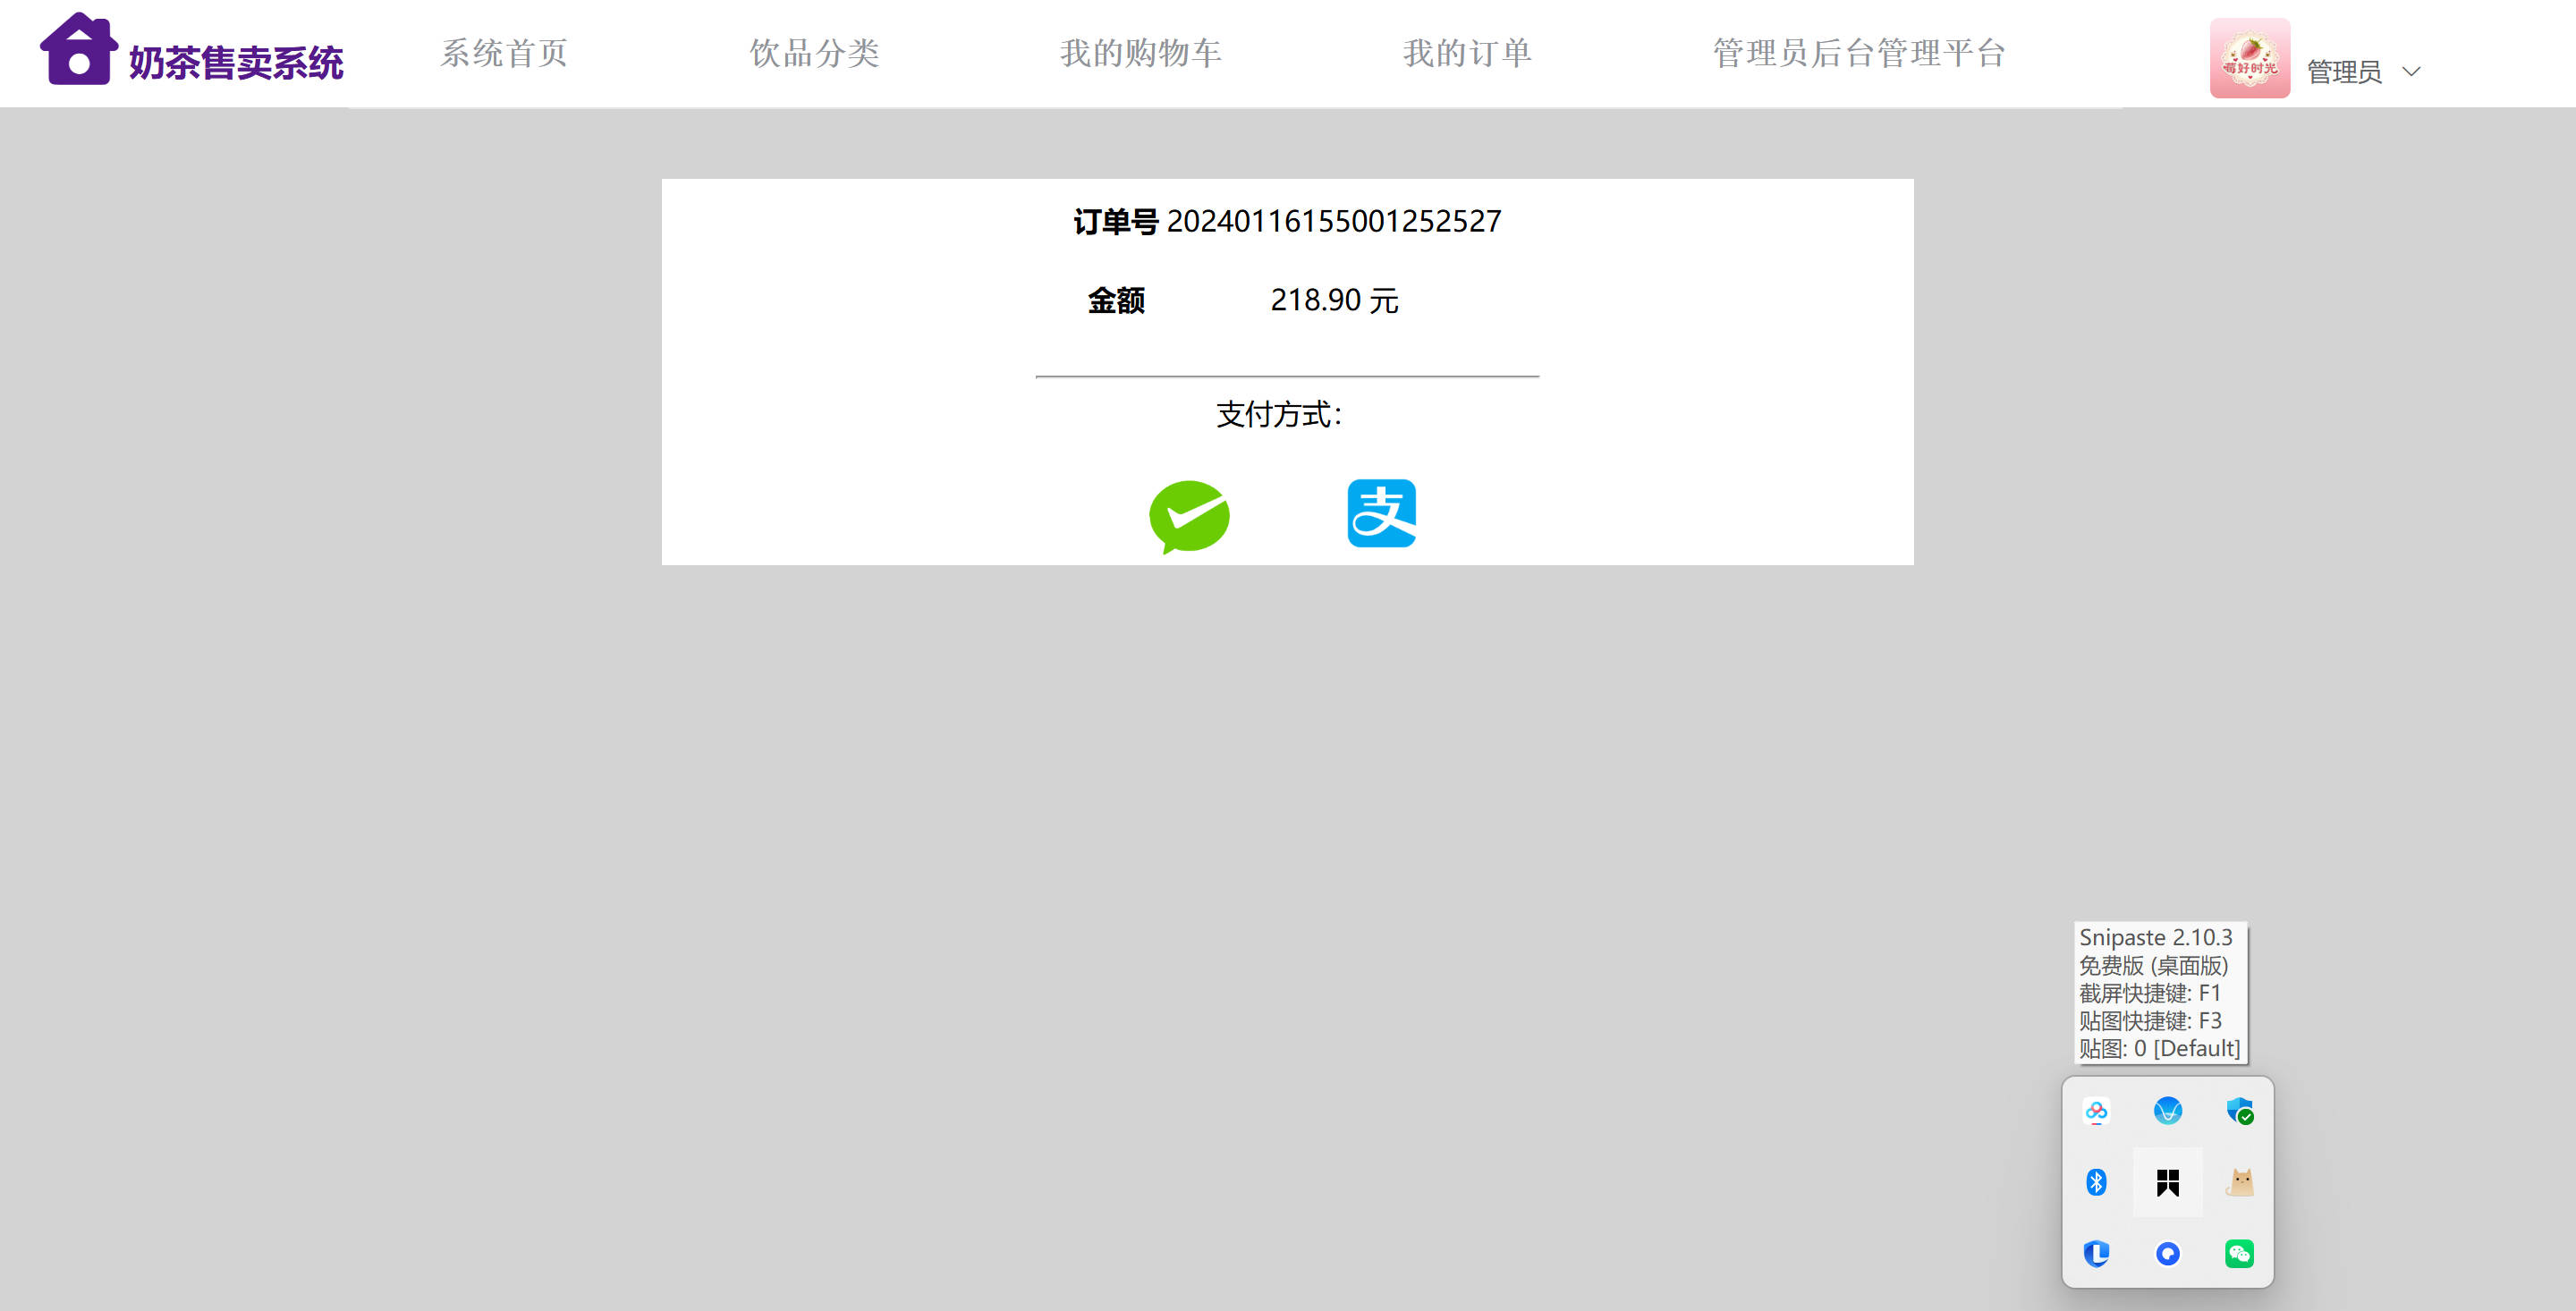 奶茶售卖系统
系统首页
饮品分类
我的购物车
我的订单
管理员后台管理平台
莓好时光
管理员
订单号 20240116155001252527
金额 218.90 元
支付方式：
支
Snipaste 2.10.3
免费版 (桌面版)
截屏快捷键: F1
贴图快捷键: F3
贴图: 0 [Default]